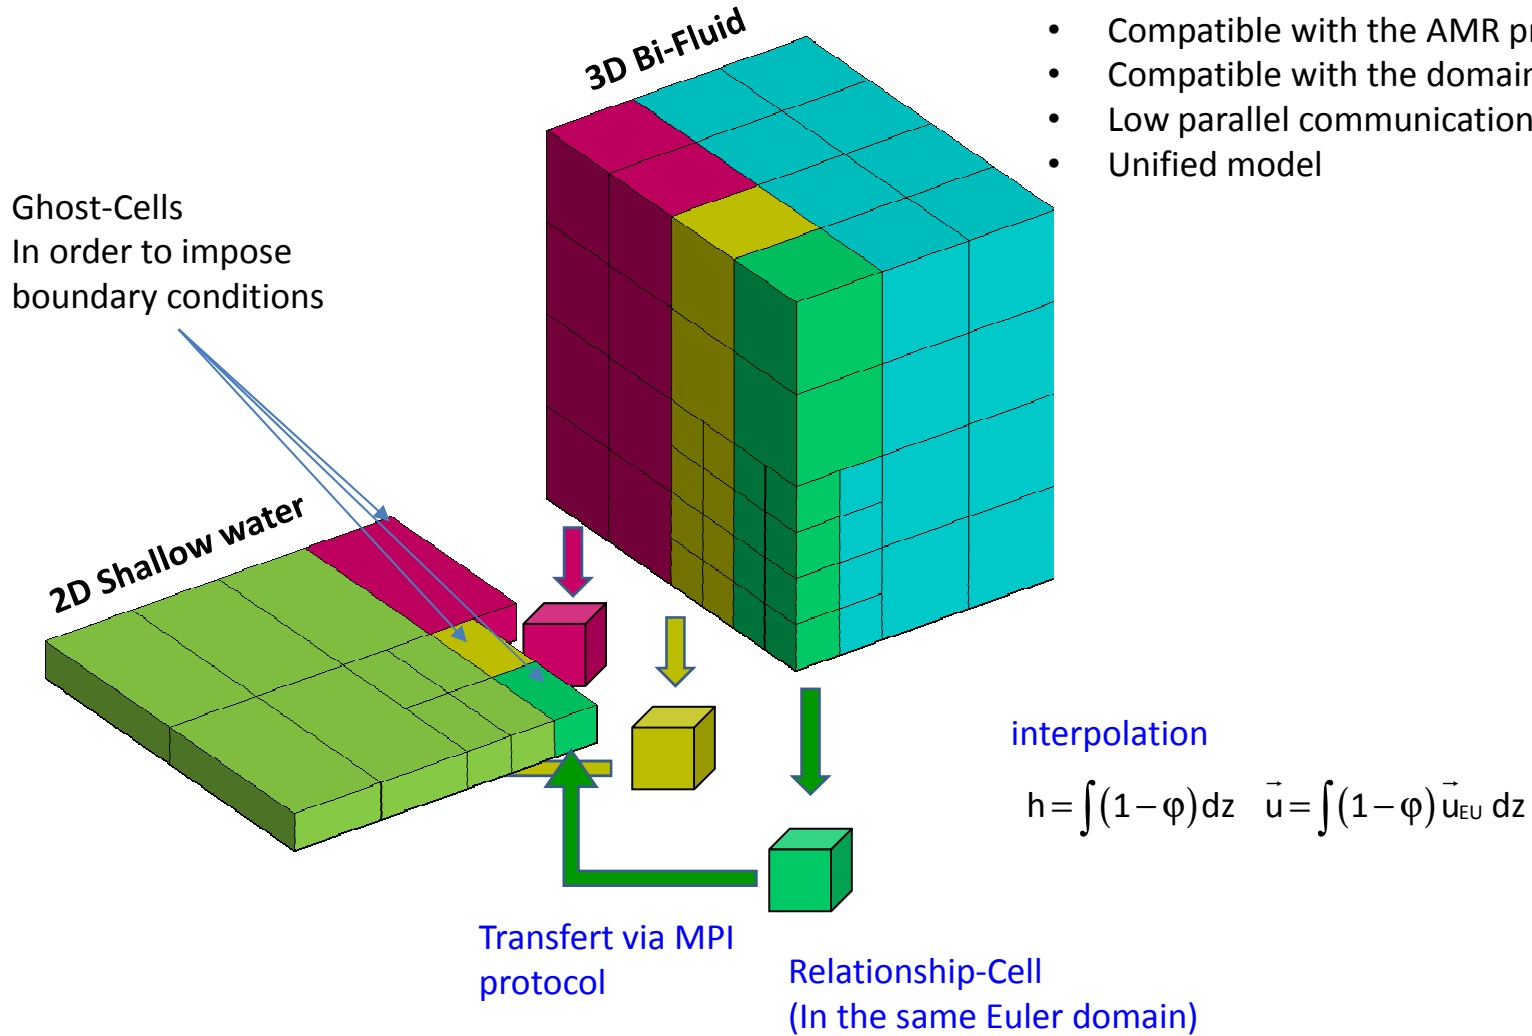 3D Bi-Fluid
• Compatible with the AMR
• Compatible with the
• Low parallel communication
• Unified model
Ghost-Cells
In order to impose
boundary conditions
2D Shallow water
interpolation
h = ∫(1−φ)dz u⃗ = ∫(1−φ)u⃗EU dz
Transfert via MPI
protocol
Relationship-Cell
(In the same Euler domain)